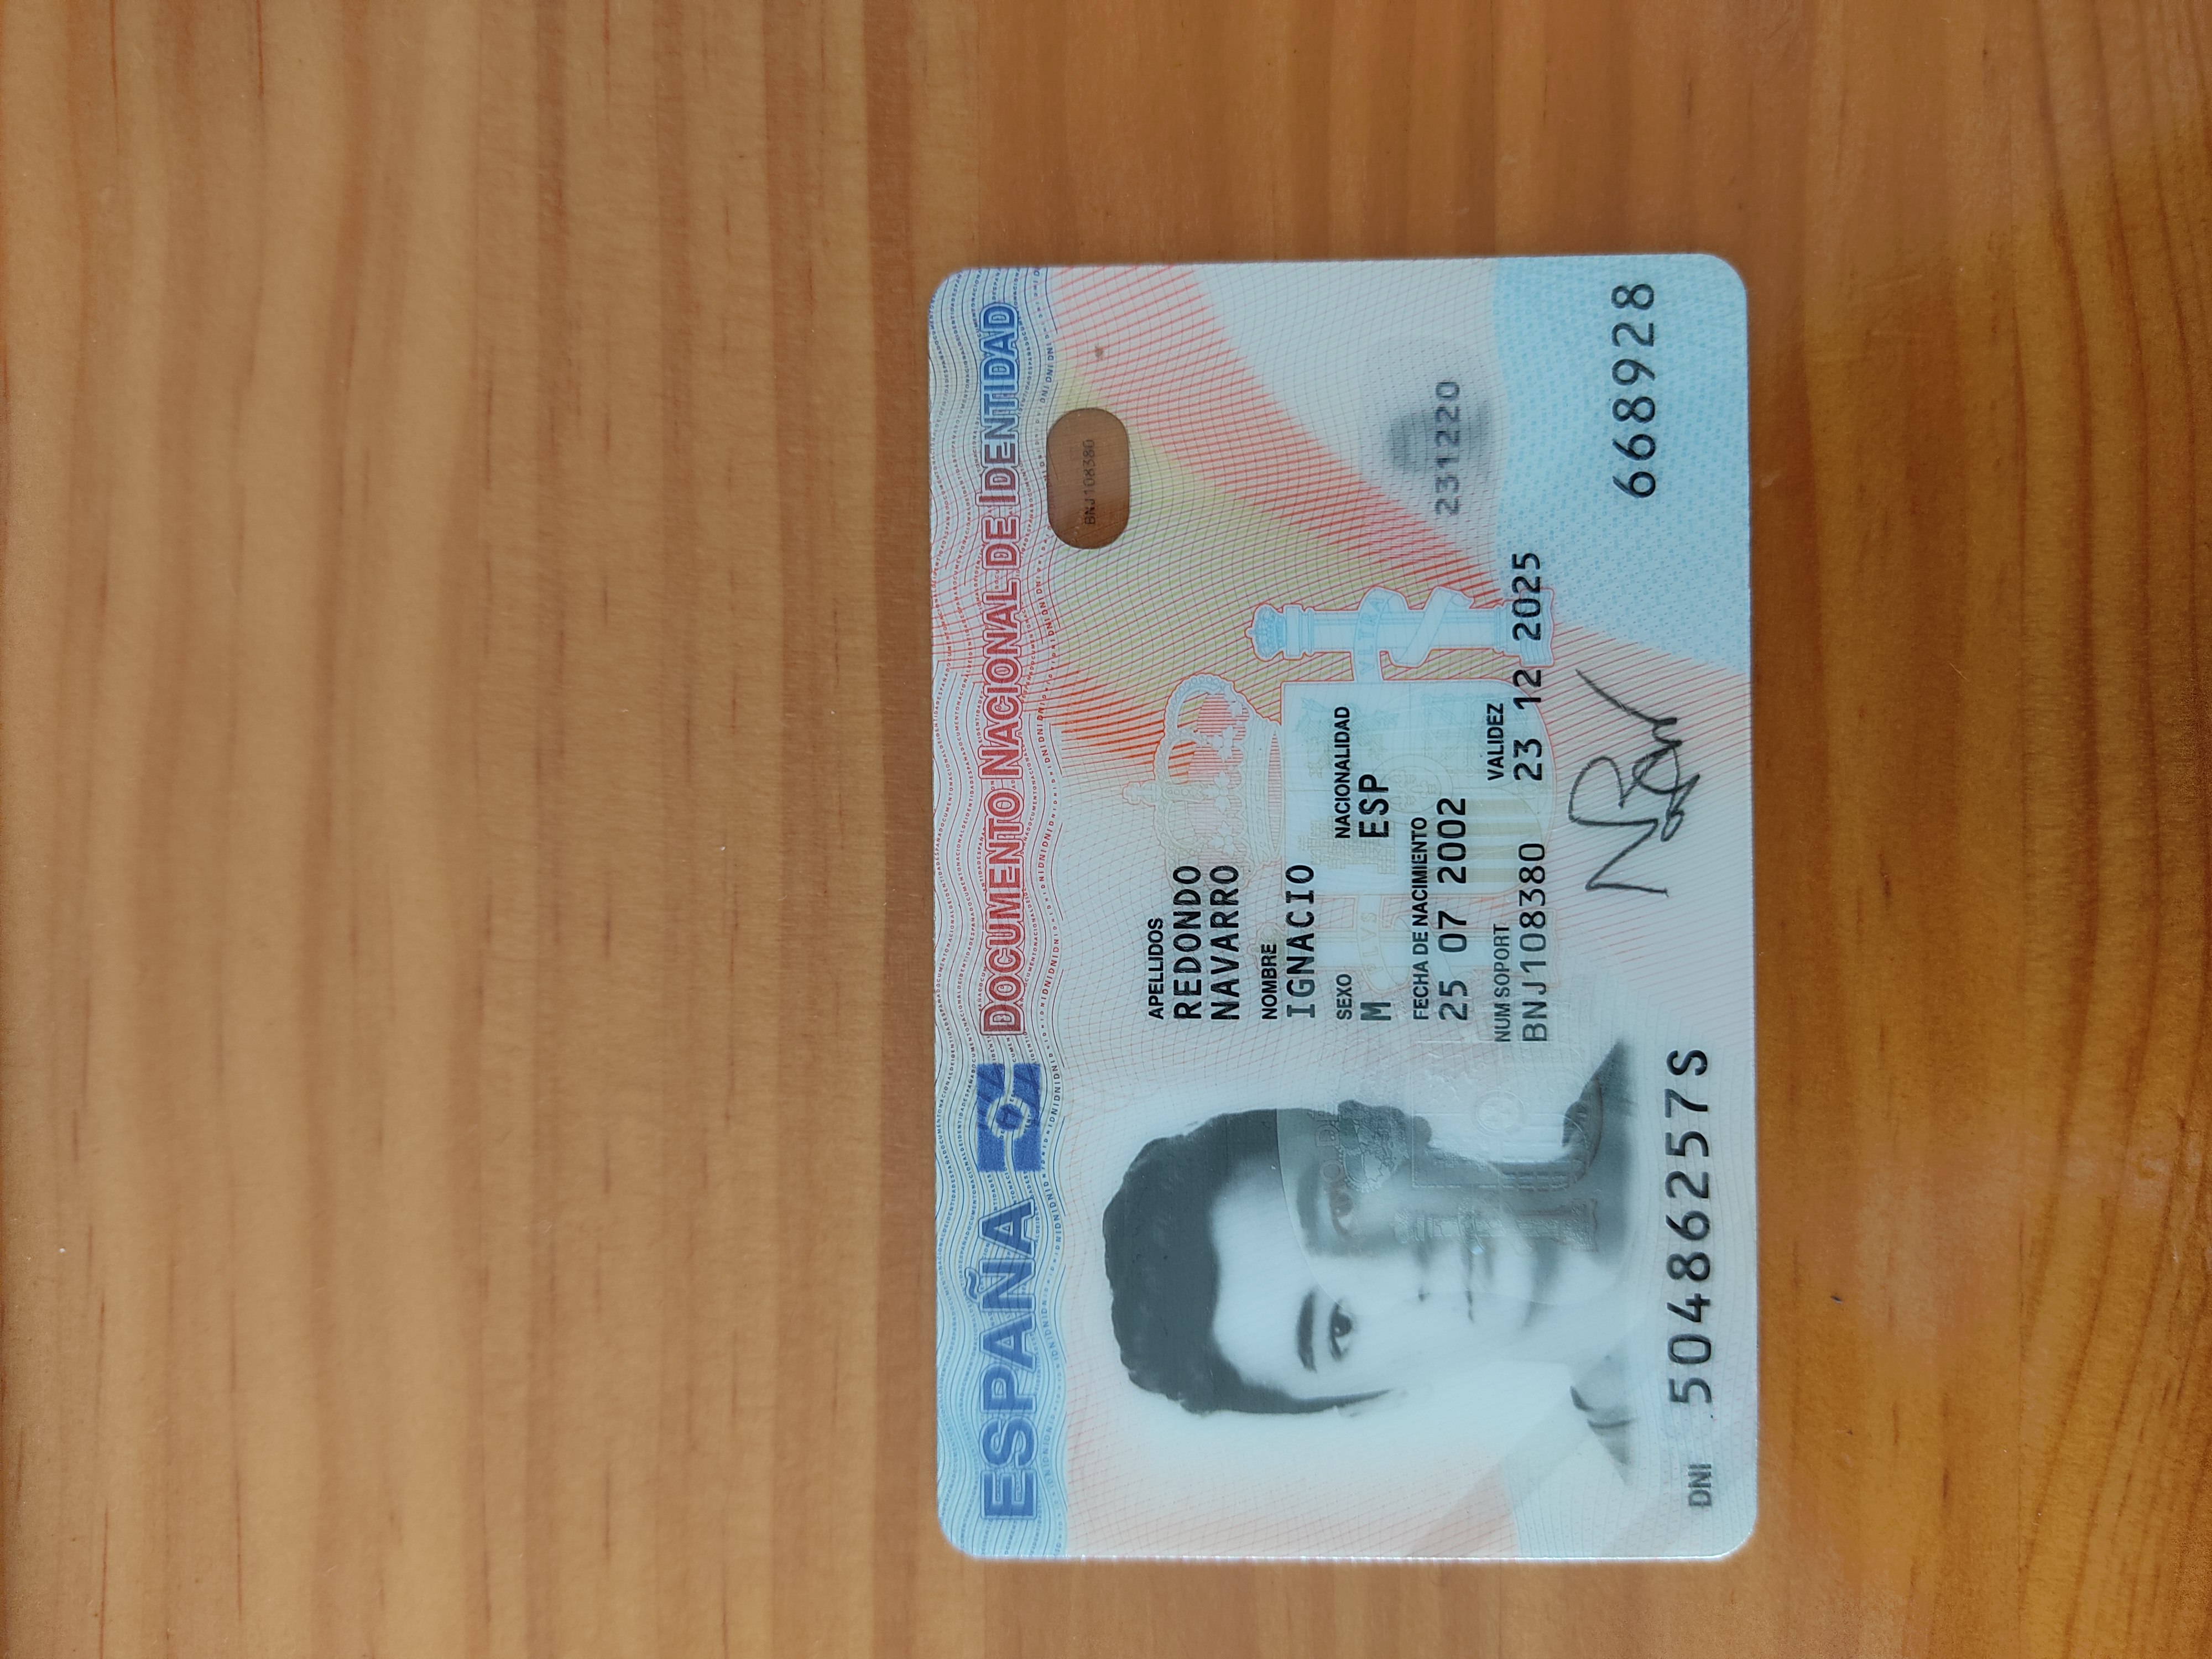 ESPAÑA DOCUMENTO NACIONAL DE IDENTIDAD
BNJ108380
APELLIDOS
REDONDO
NAVARRO
NOMBRE
IGNACIO
SEXO NACIONALIDAD
M ESP
FECHA DE NACIMIENTO
25 07 2002
231220
NUM SOPORT VALIDEZ
BNJ108380 23 12 2025
668928
DNI 50486257S